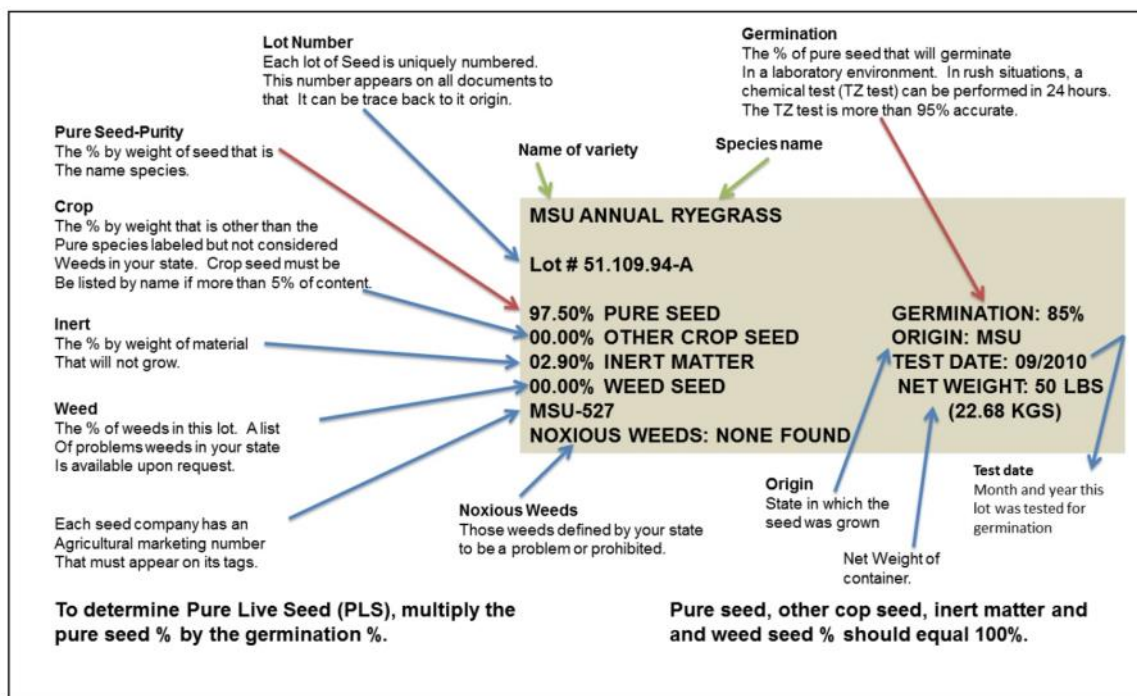 Lot Number
Each lot of Seed is uniquely numbered.
This number appears on all documents to
that It can be trace back to it origin.
Germination
The % of pure seed that will germinate
In a laboratory environment. In rush situations, a
chemical test (TZ test) can be performed in 24 hours.
The TZ test is more than 95% accurate.
Pure Seed-Purity
The % by weight of seed that is
The name species.
Name of variety
Species name
Crop
The % by weight that is other than the
Pure species labeled but not considered
Weeds in your state. Crop seed must be
Be listed by name if more than 5% of content.
Inert
The % by weight of material
That will not grow.
Weed
The % of weeds in this lot. A list
Of problems weeds in your state
Is available upon request.
Each seed company has an
Agricultural marketing number
That must appear on its tags.
MSU ANNUAL RYEGRASS
Lot # 51.109.94-A
97.50% PURE SEED
00.00% OTHER CROP SEED
02.90% INERT MATTER
00.00% WEED SEED
MSU-527
NOXIOUS WEEDS: NONE FOUND
GERMINATION: 85%
ORIGIN: MSU
TEST DATE: 09/2010
NET WEIGHT: 50 LBS
(22.68 KGS)
Noxious Weeds
Those weeds defined by your state
to be a problem or prohibited.
Origin
State in which the
seed was grown
Net Weight of
container.
Test date
Month and year this
lot was tested for
germination
To determine Pure Live Seed (PLS), multiply the
pure seed % by the germination %.
Pure seed, other cop seed, inert matter and
and weed seed % should equal 100%.